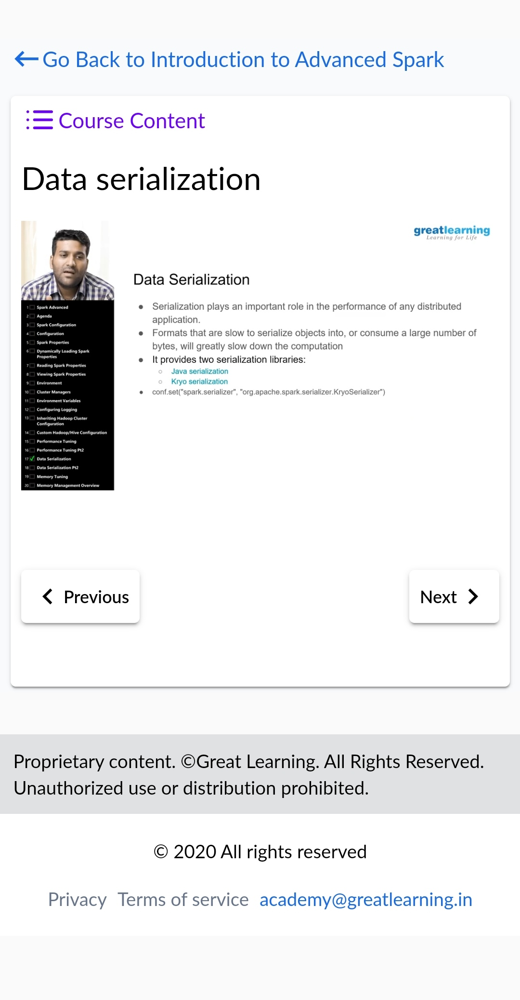 Go Back to Introduction to Advanced Spark
Course Content
Data serialization
greatlearning
Learning for Life
1 Spark Advanced
2 Agenda
3 Spark Configuration
4 Configuration
5 Spark Properties
6 Dynamically Loading Spark
Properties
7 Reading Spark Properties
8 Viewing Spark Properties
9 Environment
10 Cluster Managers
11 Environment Variables
12 Configuring Logging
13 Inheriting Hadoop Cluster
Configuration
14 Custom Hadoop/Hive Configuration
15 Performance Tuning
16 Performance Tuning Pt2
17 Data Serialization
18 Data Serialization Pt2
19 Memory Tuning
20 Memory Management Overview
Data Serialization
● Serialization plays an important role in the performance of any distributed
application.
● Formats that are slow to serialize objects into, or consume a large number of
bytes, will greatly slow down the computation
● It provides two serialization libraries:
○ Java serialization
○ Kryo serialization
● conf.set("spark.serializer", "org.apache.spark.serializer.KryoSerializer")
Previous
Next
Proprietary content. ©Great Learning. All Rights Reserved.
Unauthorized use or distribution prohibited.
© 2020 All rights reserved
Privacy Terms of service academy@greatlearning.in